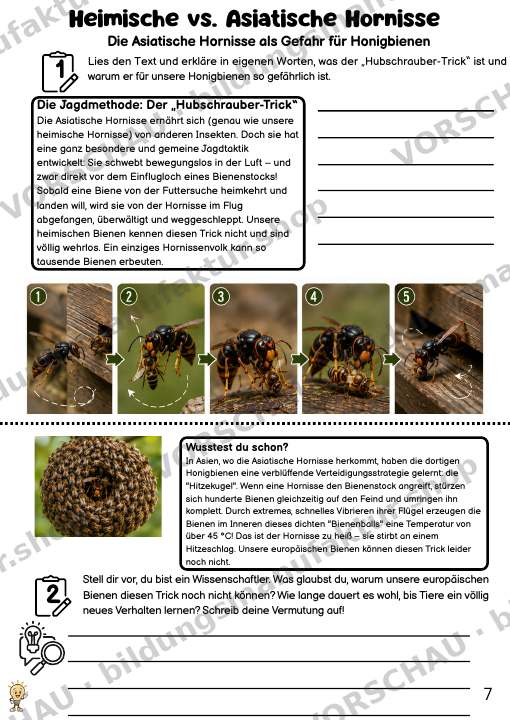 Heimische vs. Asiatische Hornisse
Die Asiatische Hornisse als Gefahr für Honigbienen
1
Lies den Text und erkläre in eigenen Worten, was der „Hubschrauber-Trick“ ist und
warum er für unsere Honigbienen so gefährlich ist.
Die Jagdmethode: Der „Hubschrauber-Trick“
Die Asiatische Hornisse ernährt sich (genau wie unsere
heimische Hornisse) von anderen Insekten. Doch sie hat
eine ganz besondere und gemeine Jagdtaktik
entwickelt: Sie schwebt bewegungslos in der Luft – und
zwar direkt vor dem Einflugloch eines Bienenstocks!
Sobald eine Biene von der Futtersuche heimkehrt und
landen will, wird sie von der Hornisse im Flug
abgefangen, überwältigt und weggeschleppt. Unsere
heimischen Bienen kennen diesen Trick nicht und sind
völlig wehrlos. Ein einziges Hornissenvolk kann so
tausende Bienen erbeuten.
1
2
3
4
5
Wusstest du schon?
In Asien, wo die Asiatische Hornisse herkommt, haben die dortigen
Honigbienen eine verblüffende Verteidigungsstrategie gelernt: die
"Hitzekugel". Wenn eine Hornisse den Bienenstock angreift, stürzen
sich hunderte Bienen gleichzeitig auf den Feind und umringen ihn
komplett. Durch extremes, schnelles Vibrieren ihrer Flügel erzeugen die
Bienen im Inneren dieses dichten "Bienenballs" eine Temperatur von
über 45 °C! Das ist der Hornisse zu heiß – sie stirbt an einem
Hitzeschlag. Unsere europäischen Bienen können diesen Trick leider
noch nicht.
2
Stell dir vor, du bist ein Wissenschaftler. Was glaubst du, warum unsere europäischen
Bienen diesen Trick noch nicht können? Wie lange dauert es wohl, bis Tiere ein völlig
neues Verhalten lernen? Schreib deine Vermutung auf!
7
VORSCHAU · bildungsmanufaktur.shop